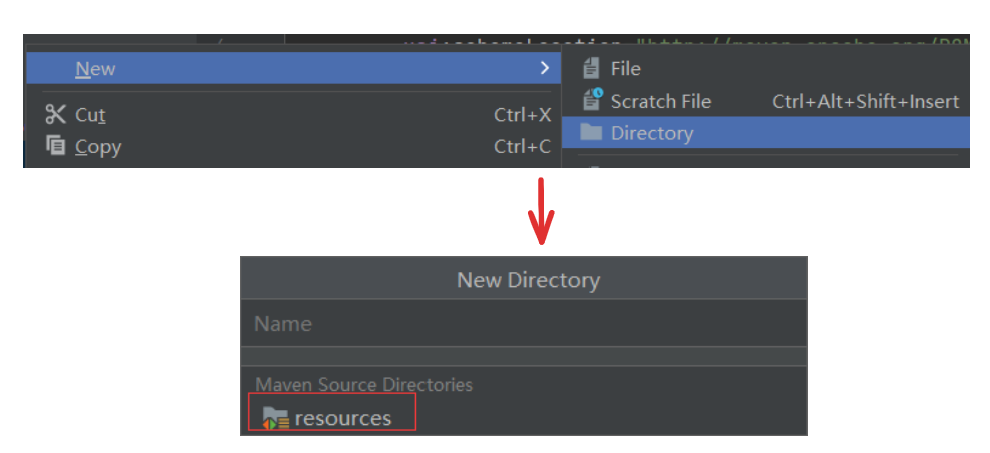 New
File
Scratch File Ctrl+Alt+Shift+Insert
Cut Ctrl+X
Directory
Copy Ctrl+C
New Directory
Name
Maven Source Directories
resources